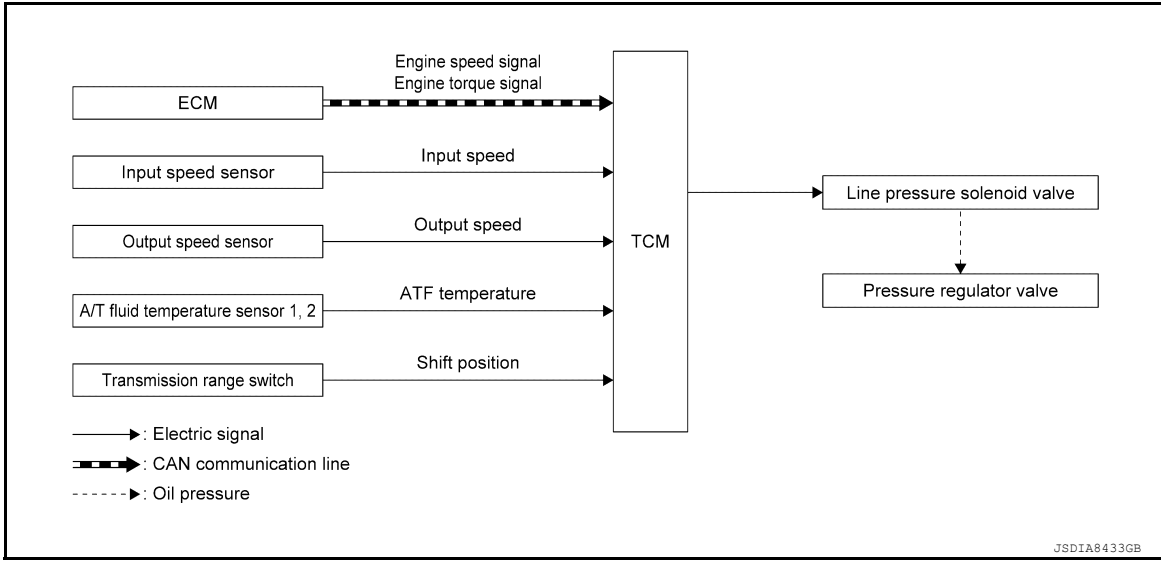 Engine speed signal
Engine torque signal
ECM
Input speed
Input speed sensor
Line pressure solenoid valve
Output speed
Output speed sensor
TCM
ATF temperature
A/T fluid temperature sensor 1, 2
Pressure regulator valve
Shift position
Transmission range switch
: Electric signal
: CAN communication line
: Oil pressure
JSDIA8433GB